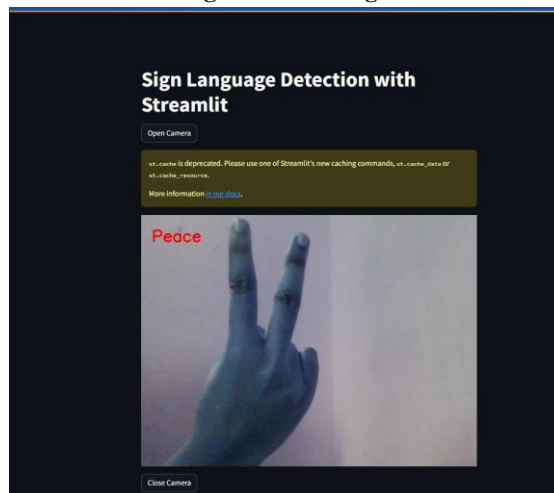 Sign Language Detection with
Streamlit
Open Camera
st.cache is deprecated. Please use one of Streamlit's new caching commands, st.cache_data or
st.cache_resource.
More information in our docs.
Peace
Close Camera